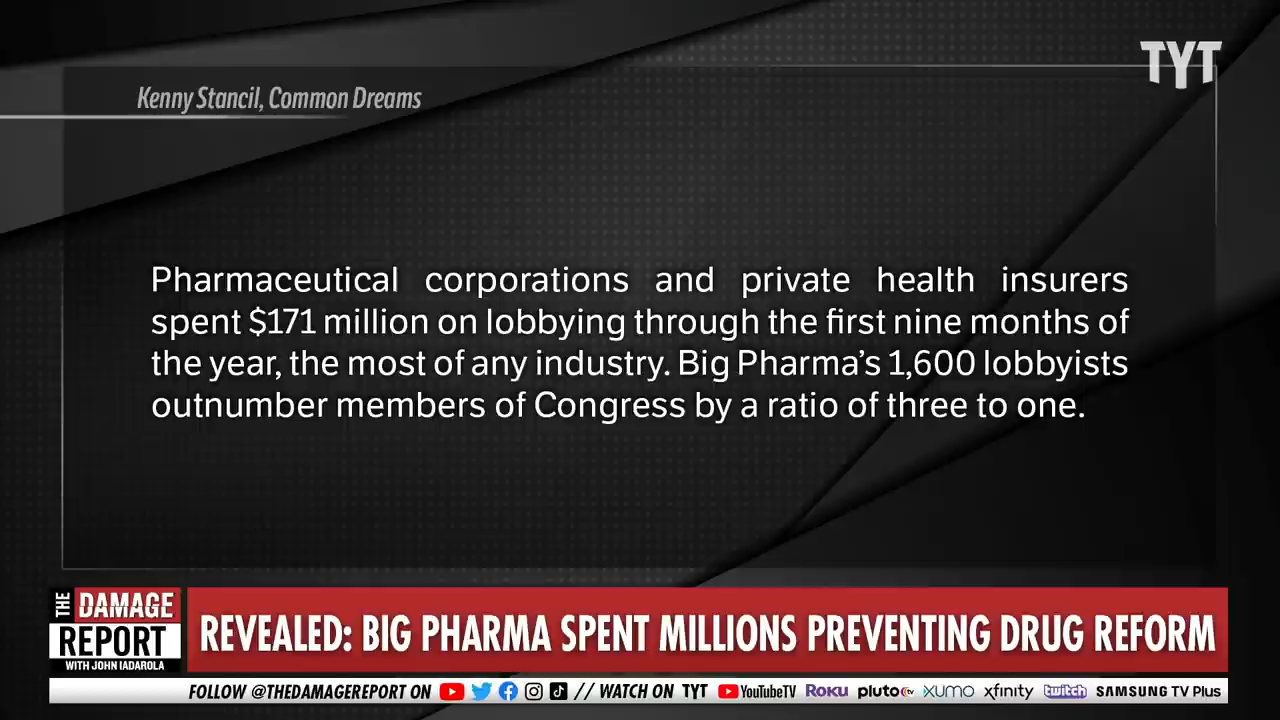 TYT
Kenny Stancil, Common Dreams
Pharmaceutical corporations and private health insurers
spent $171 million on lobbying through the first nine months of
the year, the most of any industry. Big Pharma’s 1,600 lobbyists
outnumber members of Congress by a ratio of three to one.
THE DAMAGE
REPORT
WITH JOHN IADAROLA
REVEALED: BIG PHARMA SPENT MILLIONS PREVENTING DRUG REFORM
FOLLOW @THEDAMAGEREPORT ON // WATCH ON TYT YouTubeTV ROKU pluto tv XUMO xfinity twitch SAMSUNG TV Plus